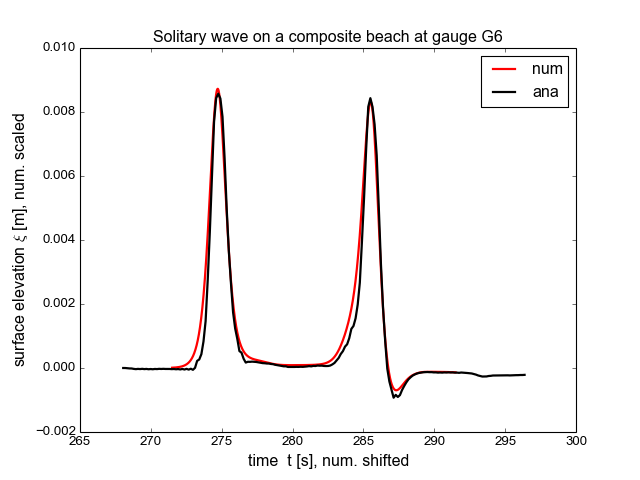 Solitary wave on a composite beach at gauge G6
0.010
0.008
0.006
0.004
0.002
0.000
−0.002
surface elevation ξ [m], num. scaled
num
ana
265 270 275 280 285 290 295 300
time t [s], num. shifted